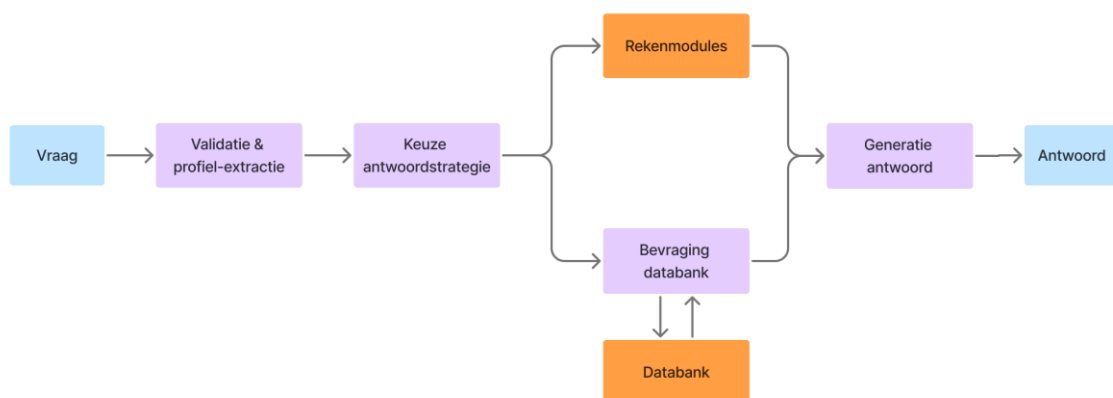 Rekenmodules
Vraag
Validatie &
profiel-extractie
Keuze
antwoordstrategie
Generatie
antwoord
Antwoord
Bevraging
databank
Databank